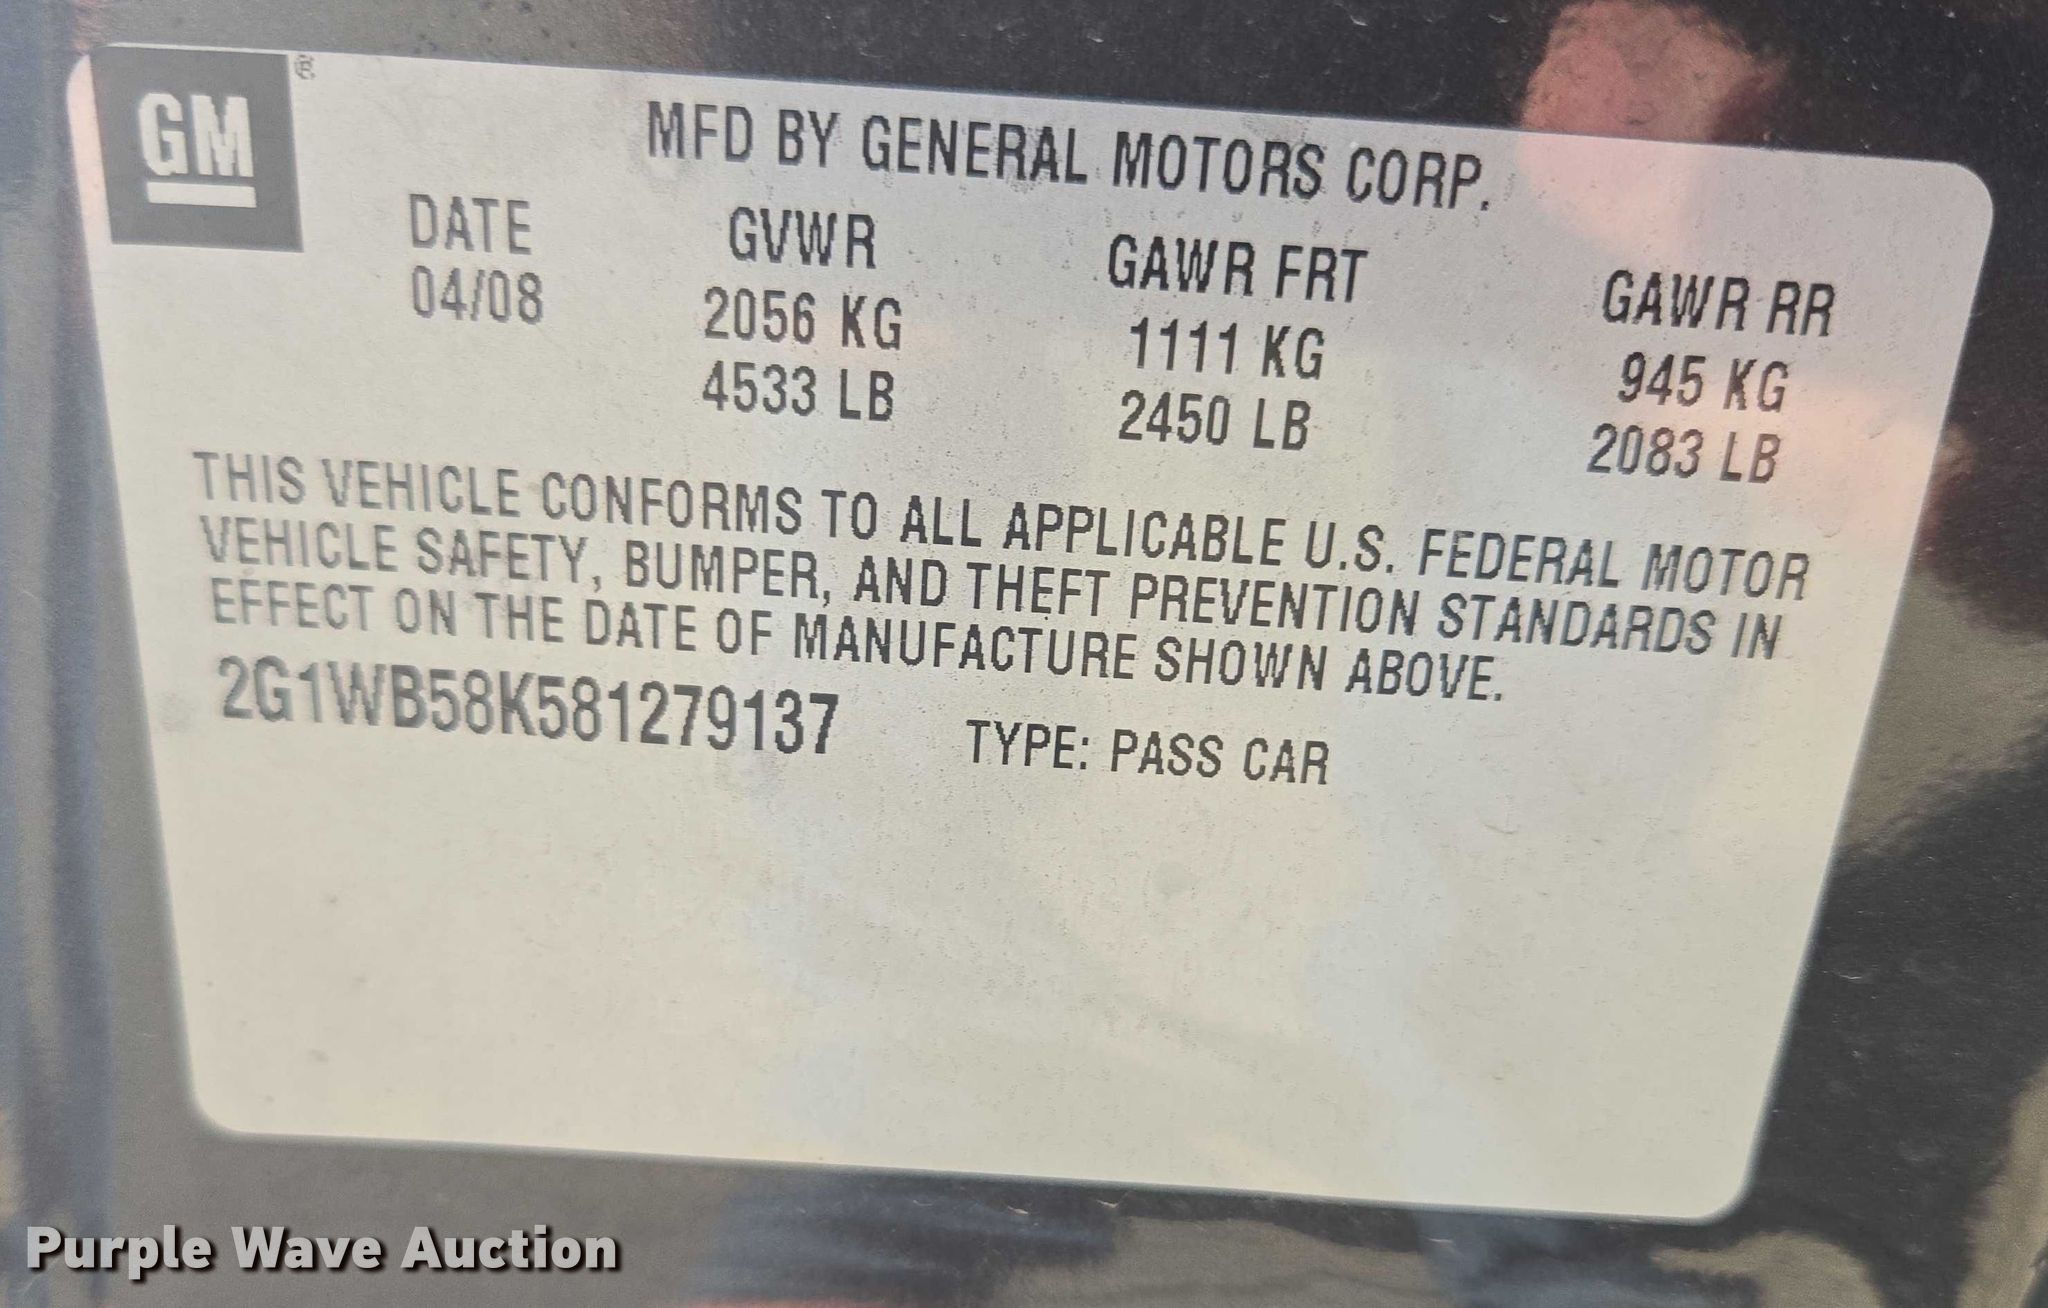 GM®
MFD BY GENERAL MOTORS CORP.
DATE GVWR GAWR FRT GAWR RR
04/08 2056 KG 1111 KG 945 KG
4533 LB 2450 LB 2083 LB
THIS VEHICLE CONFORMS TO ALL APPLICABLE U.S. FEDERAL MOTOR
VEHICLE SAFETY, BUMPER, AND THEFT PREVENTION STANDARDS IN
EFFECT ON THE DATE OF MANUFACTURE SHOWN ABOVE.
2G1WB58K581279137 TYPE: PASS CAR
Purple Wave Auction